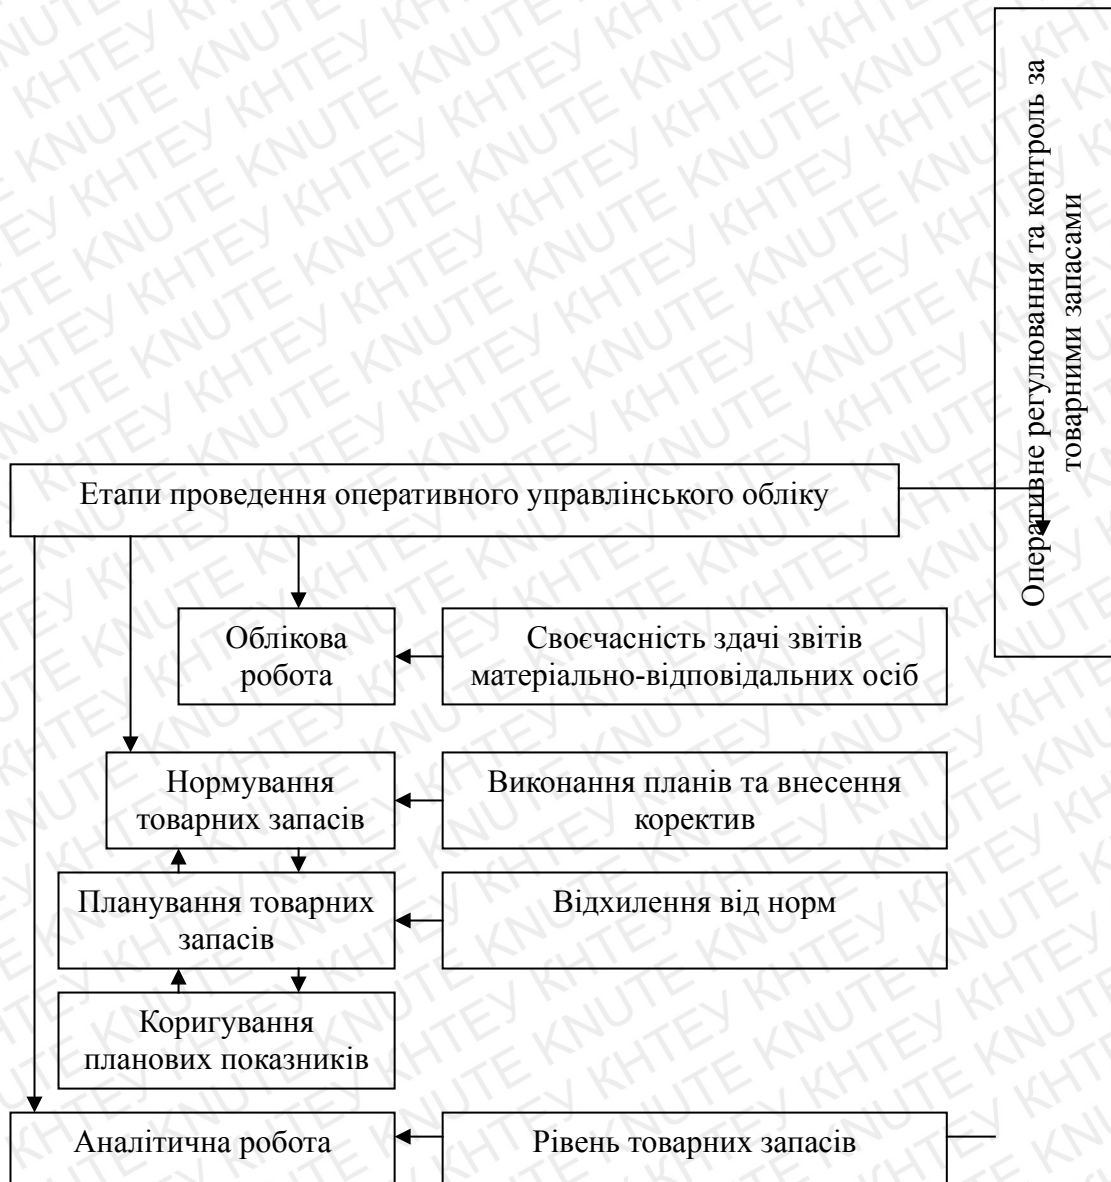 Оперативне регулювання та контроль за
товарними запасами
Етапи проведення оперативного управлінського обліку
Облікова
робота
Своєчасність здачі звітів
матеріально-відповідальних осіб
Нормування
товарних запасів
Виконання планів та внесення
коректив
Планування товарних
запасів
Відхилення від норм
Коригування
планових показників
Аналітична робота
Рівень товарних запасів